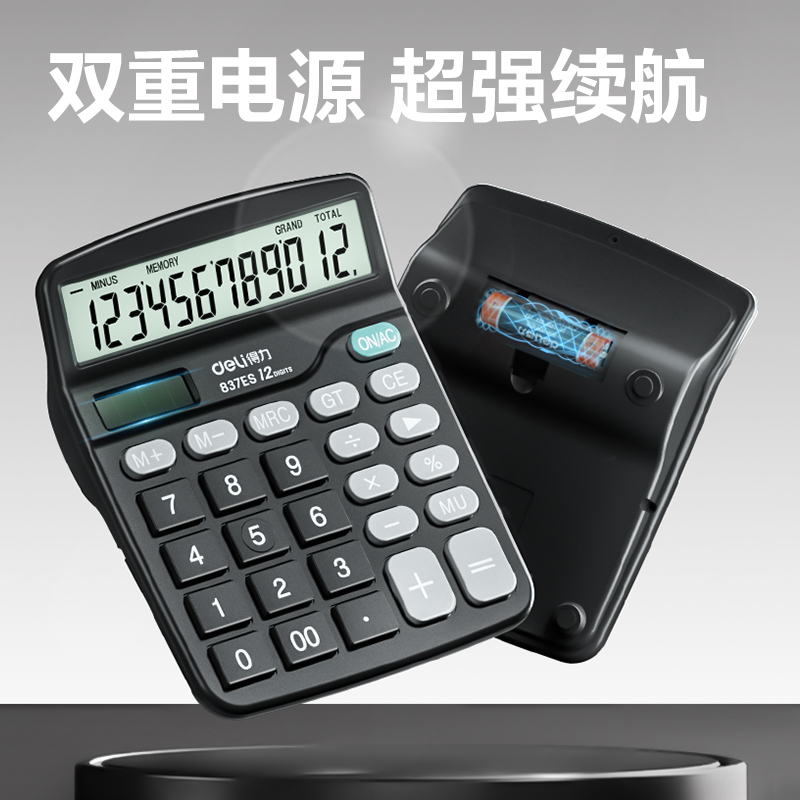 双重电源 超强续航
GRAND TOTAL
— MINUS MEMORY
123456789012.
deli得力
837ES 12 DIGITS
ON/AC
M+ M− MRC GT CE
7 8 9 ÷ ▶
4 5 6 × %
1 2 3 − MU
0 00 · + =